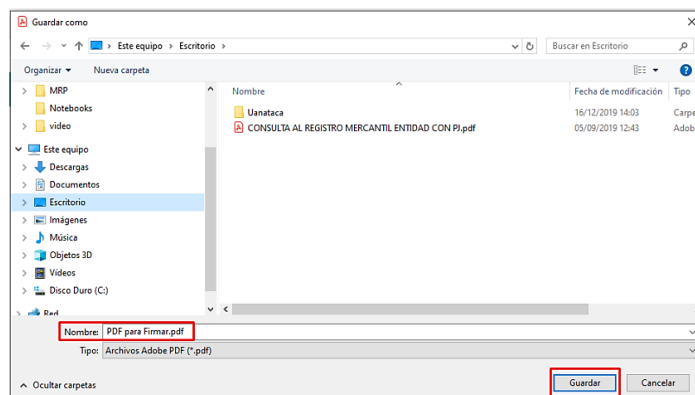 Guardar como
Este equipo > Escritorio >
Buscar en Escritorio
Organizar
Nueva carpeta
MRP
Notebooks
video
Este equipo
Descargas
Documentos
Escritorio
Imágenes
Música
Objetos 3D
Vídeos
Disco Duro (C:)
Red
Nombre Fecha de modificación Tipo
Uanataca 16/12/2019 14:03 Carpe
CONSULTA AL REGISTRO MERCANTIL ENTIDAD CON PJ.pdf 05/09/2019 12:43 Adob
Nombre: PDF para Firmar.pdf
Tipo: Archivos Adobe PDF (*.pdf)
Ocultar carpetas
Guardar
Cancelar